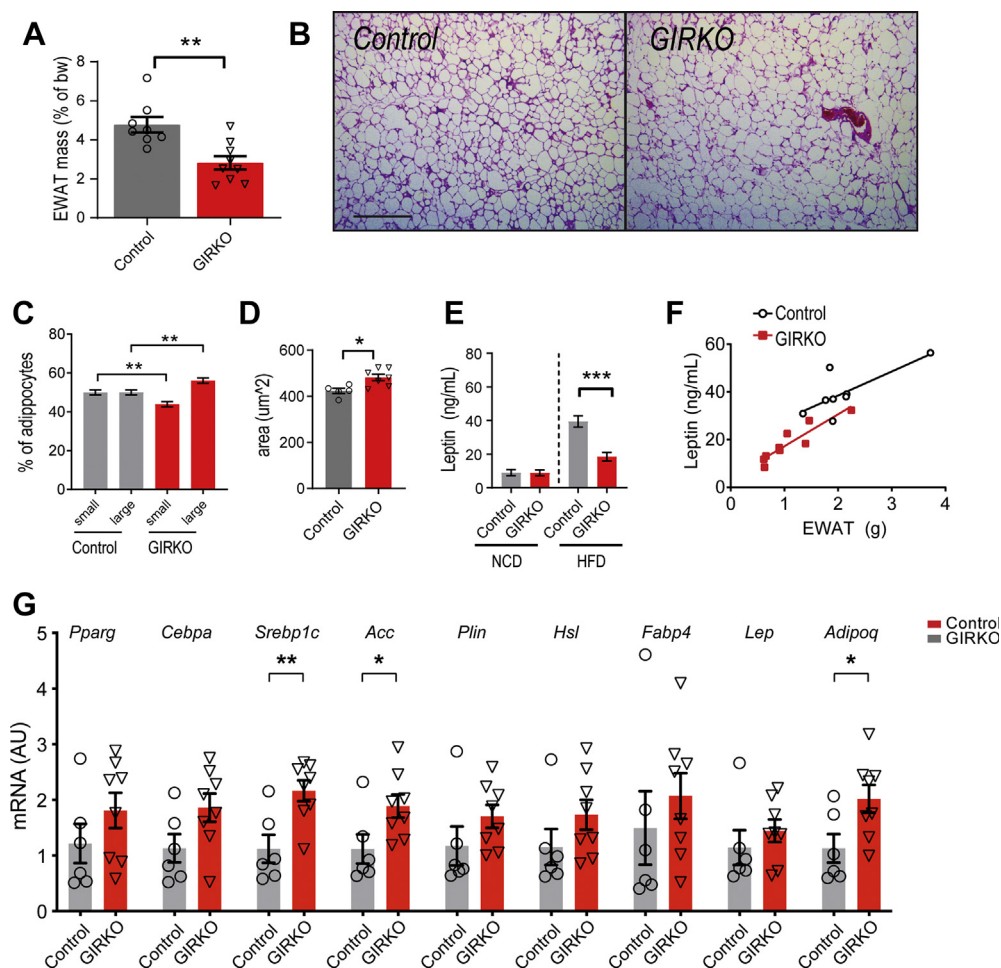 A
**
EWAT mass (% of bw)
8
6
4
2
0
Control
GIRKO
B
Control
GIRKO
C
% of adippocytes
80
60
40
20
0
**
**
small
large
small
large
Control
GIRKO
D
area (um^2)
600
400
200
0
*
Control
GIRKO
E
Leptin (ng/mL)
80
60
40
20
0
***
Control
GIRKO
Control
GIRKO
NCD
HFD
F
Control
GIRKO
Leptin (ng/mL)
60
40
20
0
0
1
2
3
4
EWAT (g)
G
Pparg
Cebpa
Srebp1c
Acc
Plin
Hsl
Fabp4
Lep
Adipoq
Control
GIRKO
mRNA (AU)
5
4
3
2
1
0
**
*
*
Control
GIRKO
Control
GIRKO
Control
GIRKO
Control
GIRKO
Control
GIRKO
Control
GIRKO
Control
GIRKO
Control
GIRKO
Control
GIRKO